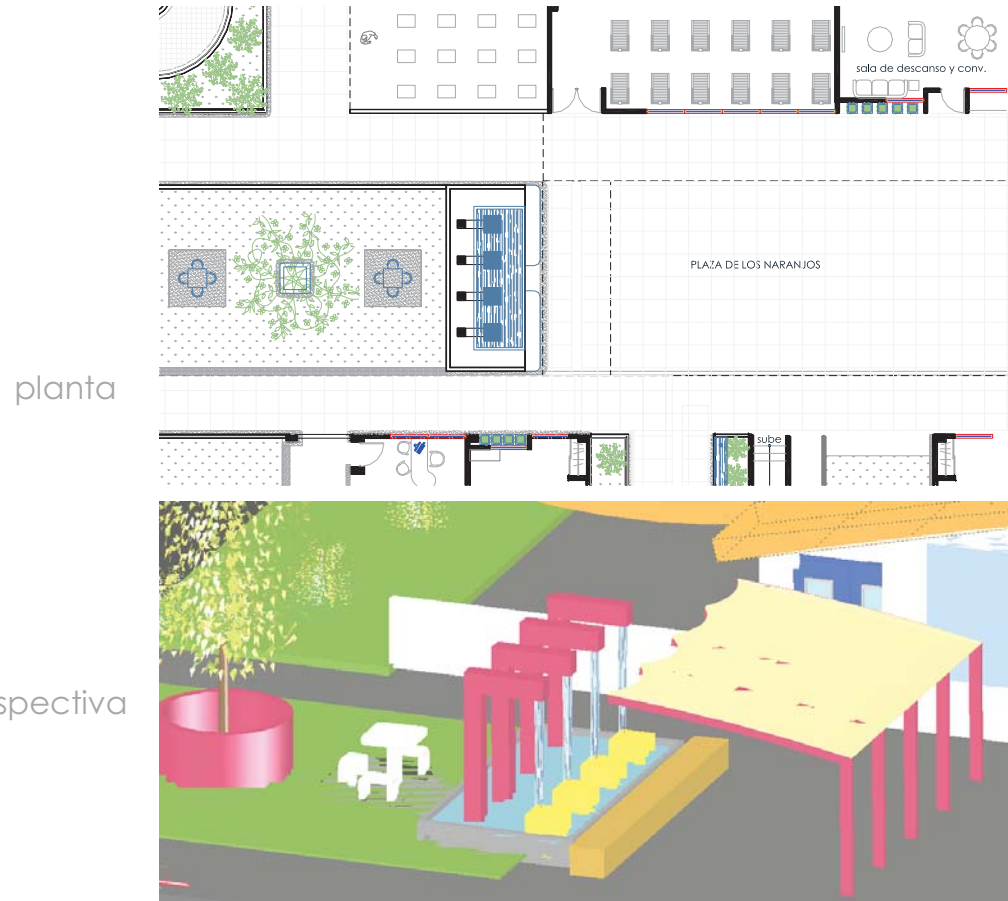 sala de descanso y conv.
PLAZA DE LOS NARANJOS
planta
sube
spectiva